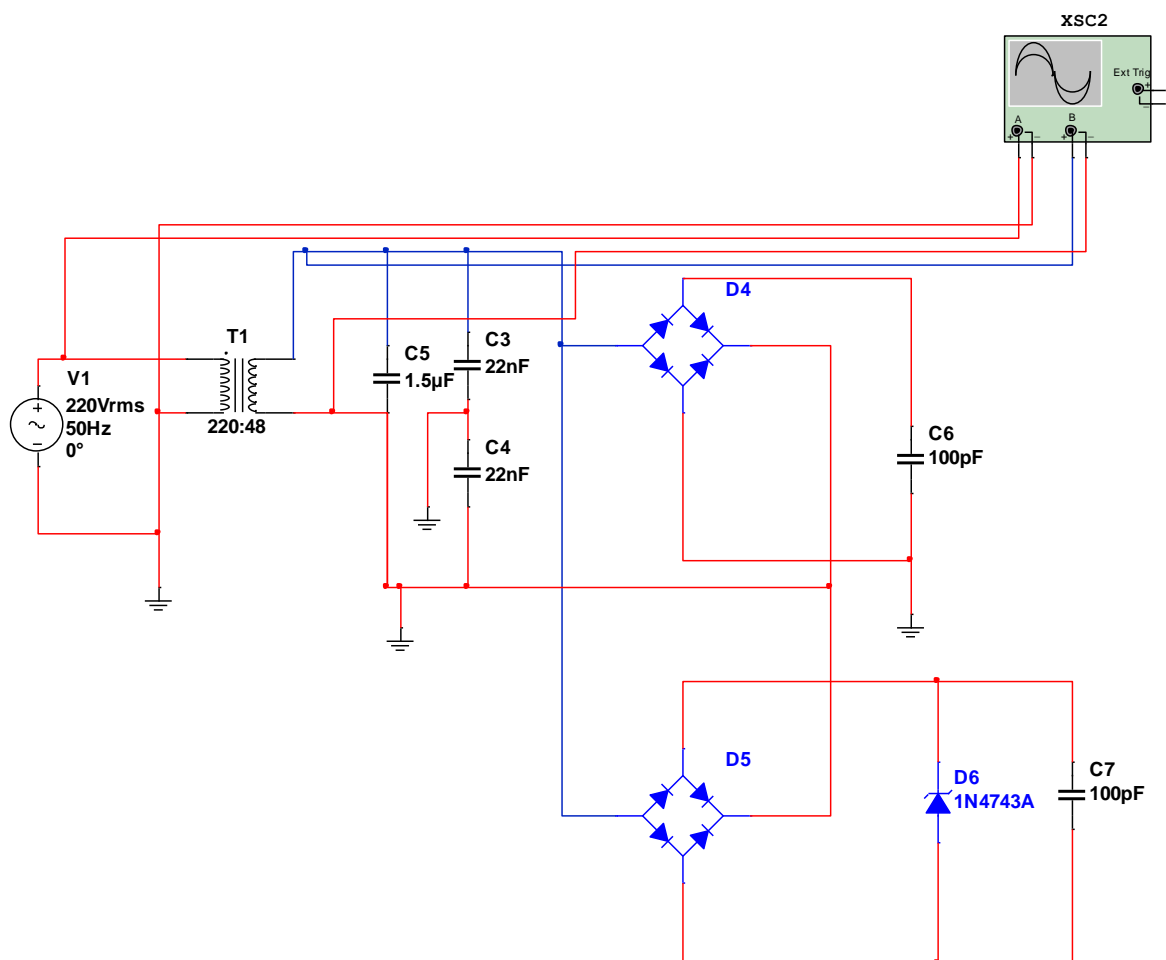 XSC2
Ext Trig
+
_
A
B
+
_
+
_
T1
V1
220Vrms
50Hz
0°
220:48
C5
1.5µF
C3
22nF
C4
22nF
D4
C6
100pF
D5
D6
1N4743A
C7
100pF